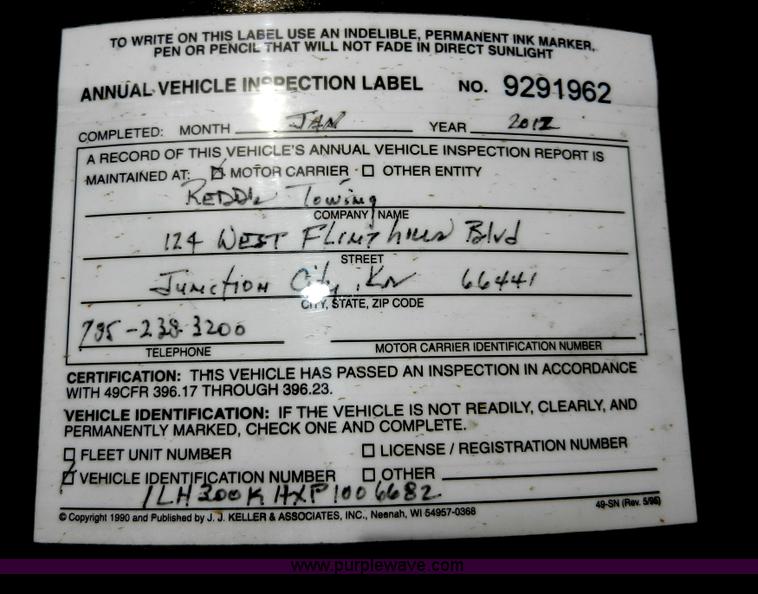 TO WRITE ON THIS LABEL USE AN INDELIBLE, PERMANENT INK MARKER,
PEN OR PENCIL THAT WILL NOT FADE IN DIRECT SUNLIGHT
ANNUAL VEHICLE INSPECTION LABEL NO. 9291962
COMPLETED: MONTH JAN YEAR 2012
A RECORD OF THIS VEHICLE'S ANNUAL VEHICLE INSPECTION REPORT IS
MAINTAINED AT: MOTOR CARRIER OTHER ENTITY
Towing
COMPANY NAME
124 WEST Flint hills Blvd
STREET
Junction City, Kn 66441
CITY, STATE, ZIP CODE
785-238-3200
TELEPHONE MOTOR CARRIER IDENTIFICATION NUMBER
CERTIFICATION: THIS VEHICLE HAS PASSED AN INSPECTION IN ACCORDANCE
WITH 49CFR 396.17 THROUGH 396.23.
VEHICLE IDENTIFICATION: IF THE VEHICLE IS NOT READILY, CLEARLY, AND
PERMANENTLY MARKED, CHECK ONE AND COMPLETE.
FLEET UNIT NUMBER LICENSE / REGISTRATION NUMBER
VEHICLE IDENTIFICATION NUMBER OTHER
1LH300KHXP1006682
© Copyright 1990 and Published by J. J. KELLER & ASSOCIATES, INC., Neenah, WI 54957-0368 49-SN (Rev. 5/96)
www.purplewave.com